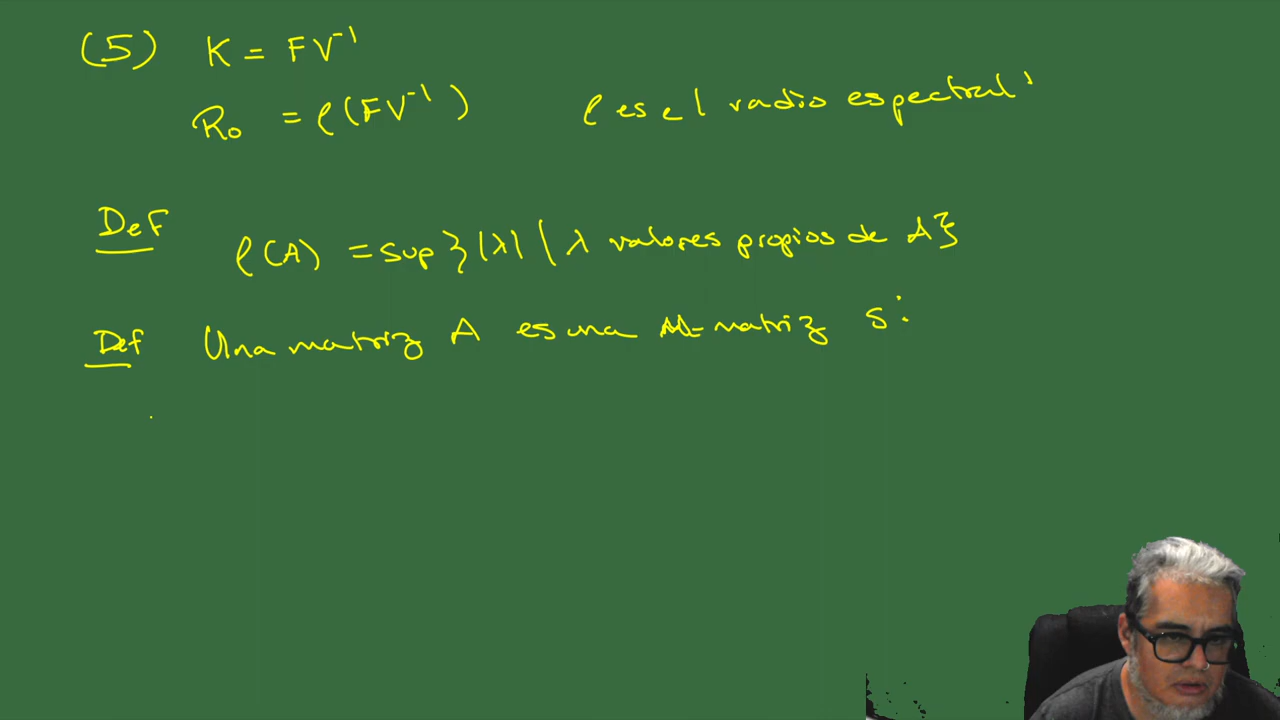 (5) K = FV⁻¹
R₀ = ρ(FV⁻¹) ρ es el radio espectral
Def ρ(A) = sup {|λ| | λ valores propios de A}
Def Una matriz A es una M-matriz si